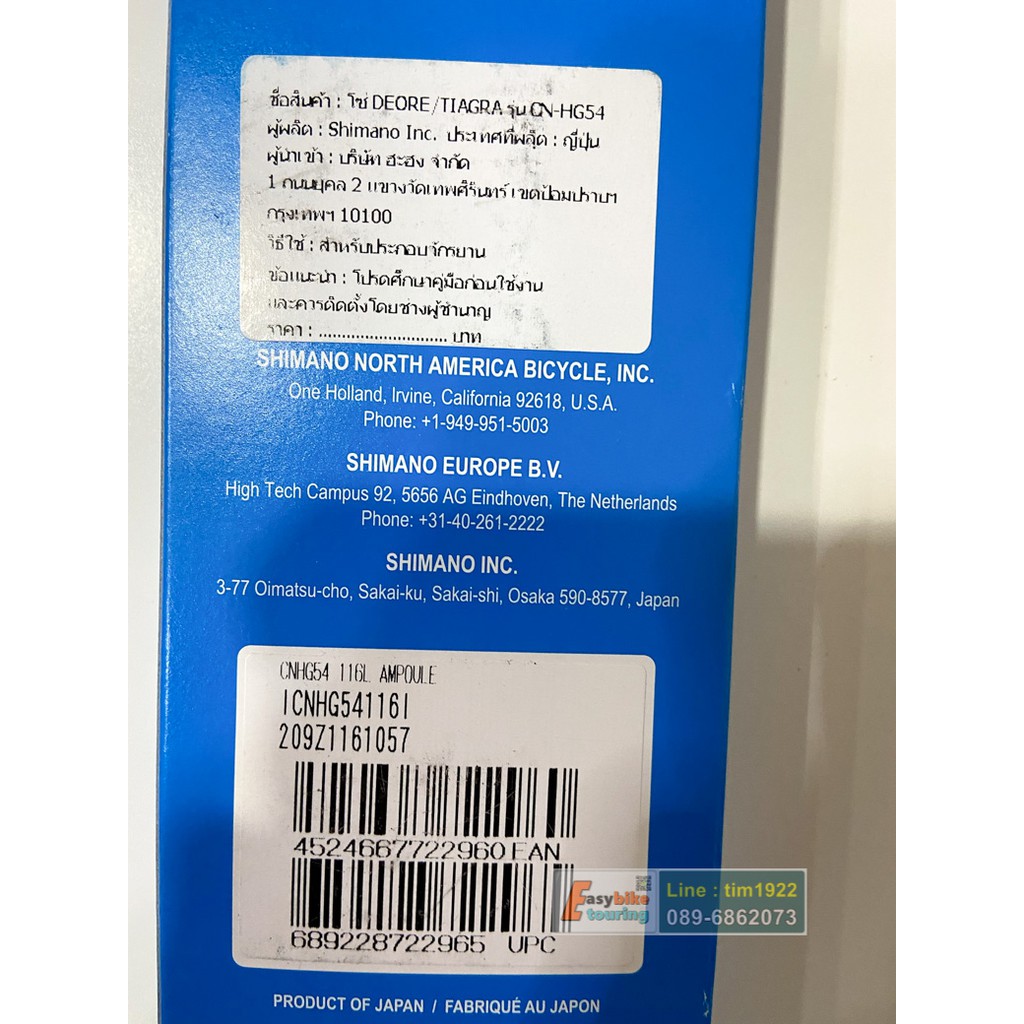 ชื่อสินค้า : โซ่ DEORE/TIAGRA รุ่น CN-HG54
ผู้ผลิต : Shimano Inc. ประเทศที่ผลิต : ญี่ปุ่น
ผู้นำเข้า : บริษัท ฮะฮง จำกัด
1 ถนนยุคล 2 แขวงวัดเทพศิรินทร์ เขตป้อมปราบฯ
กรุงเทพฯ 10100
วิธีใช้ : สำหรับประกอบจักรยาน
ข้อแนะนำ : โปรดศึกษาคู่มือก่อนใช้งาน
และควรติดตั้งโดยช่างผู้ชำนาญ
ราคา : ............................ บาท
SHIMANO NORTH AMERICA BICYCLE, INC.
One Holland, Irvine, California 92618, U.S.A.
Phone: +1-949-951-5003
SHIMANO EUROPE B.V.
High Tech Campus 92, 5656 AG Eindhoven, The Netherlands
Phone: +31-40-261-2222
SHIMANO INC.
3-77 Oimatsu-cho, Sakai-ku, Sakai-shi, Osaka 590-8577, Japan
CNHG54 116L AMPOULE
ICNHG54116I
209Z1161057
4524667722960 EAN
689228722965 UPC
Easybike
touring
Line : tim1922
089-6862073
PRODUCT OF JAPAN / FABRIQUÉ AU JAPON